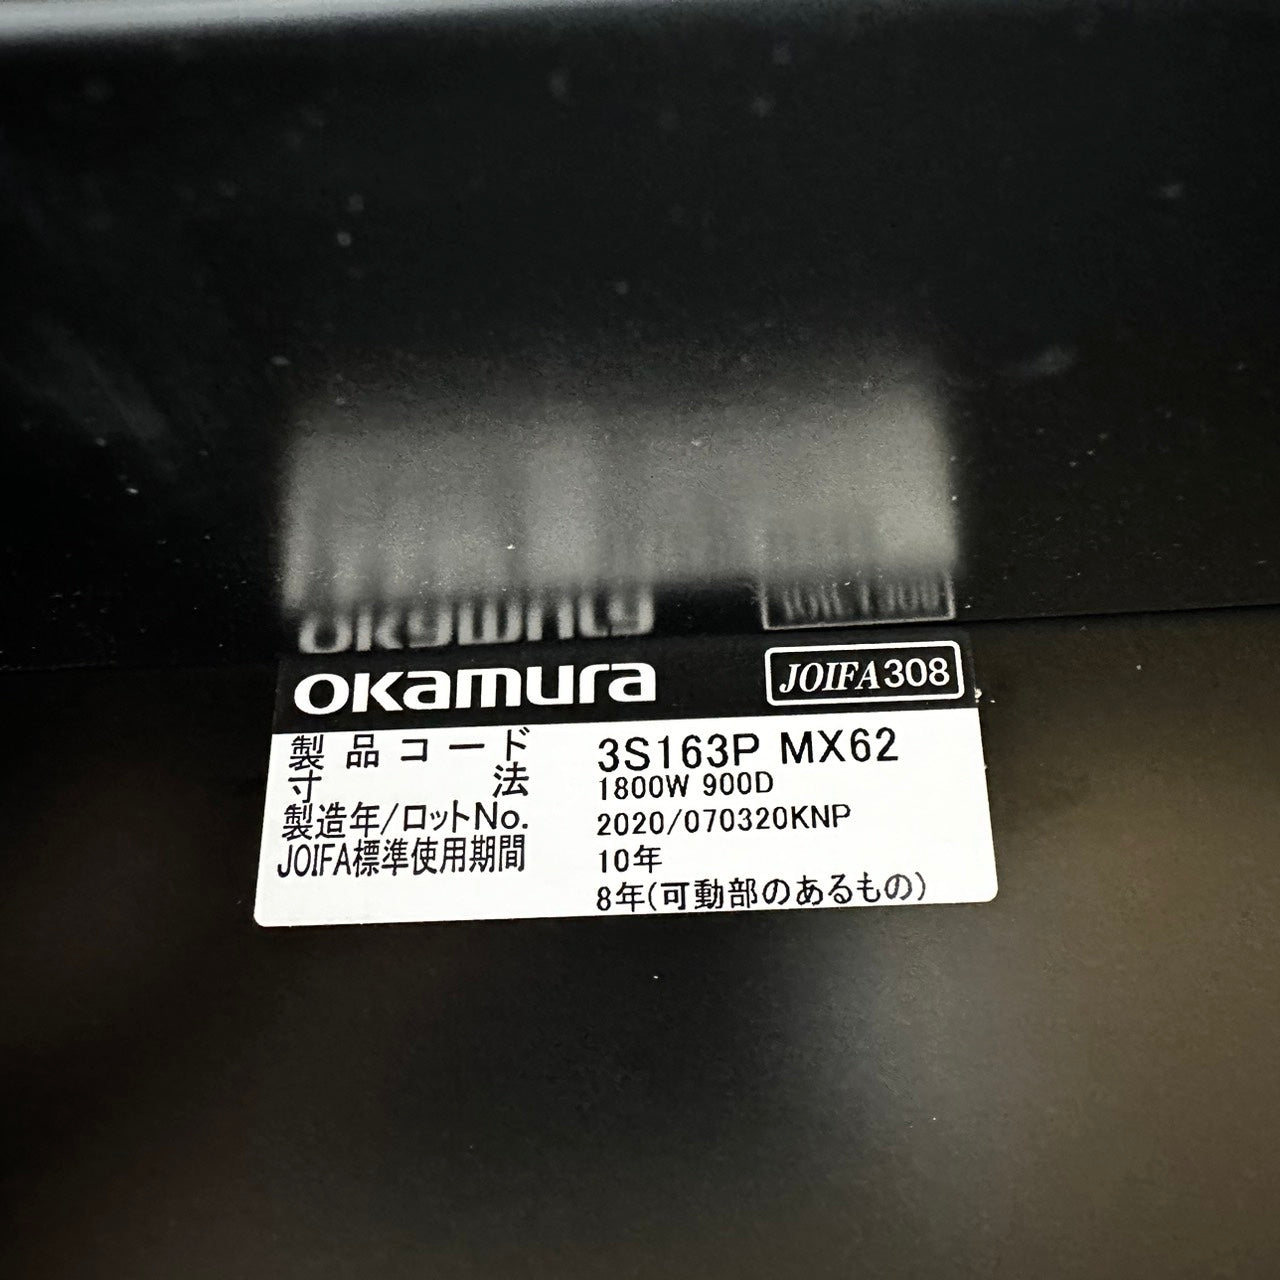 okamura JOIFA308
製品コード 3S163P MX62
寸法 1800W 900D
製造年/ロットNo. 2020/070320KNP
JOIFA標準使用期間 10年
8年(可動部のあるもの)